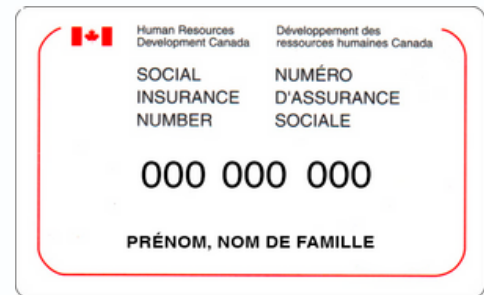 Human Resources
Development Canada
Développement des
ressources humaines Canada
SOCIAL
INSURANCE
NUMBER
NUMÉRO
D'ASSURANCE
SOCIALE
000 000 000
PRÉNOM, NOM DE FAMILLE